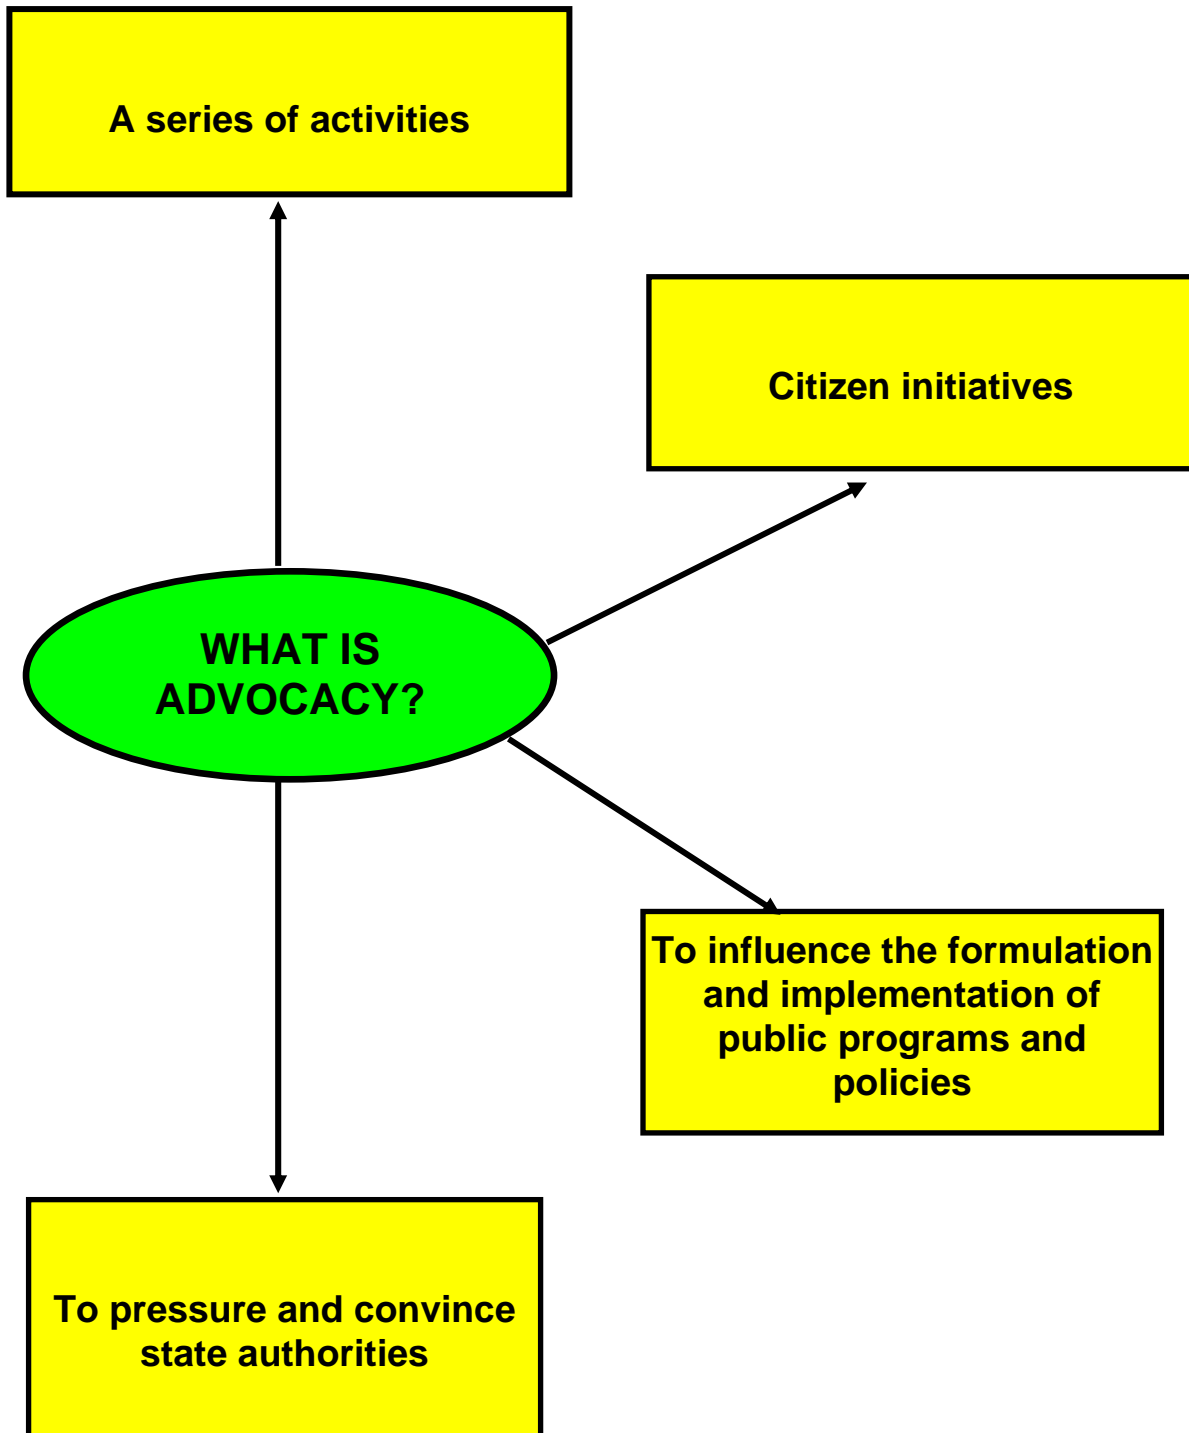 A series of activities
Citizen initiatives
WHAT IS
ADVOCACY?
To influence the formulation
and implementation of
public programs and
policies
To pressure and convince
state authorities